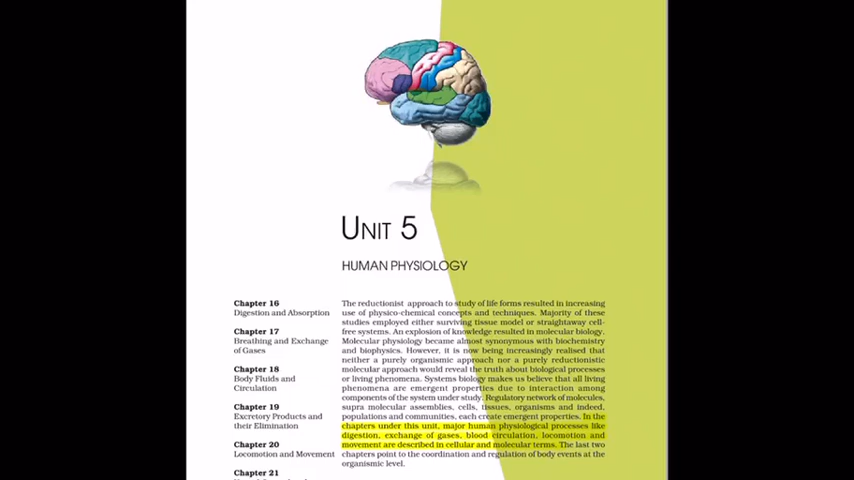 UNIT 5
HUMAN PHYSIOLOGY
Chapter 16
Digestion and Absorption
Chapter 17
Breathing and Exchange
of Gases
Chapter 18
Body Fluids and
Circulation
Chapter 19
Excretory Products and
their Elimination
Chapter 20
Locomotion and Movement
Chapter 21
The reductionist approach to study of life forms resulted in increasing
use of physico-chemical concepts and techniques. Majority of these
studies employed either surviving tissue model or straightaway cell-
free systems. An explosion of knowledge resulted in molecular biology.
Molecular physiology became almost synonymous with biochemistry
and biophysics. However, it is now being increasingly realised that
neither a purely organismic approach nor a purely reductionistic
molecular approach would reveal the truth about biological processes
or living phenomena. Systems biology makes us believe that all living
phenomena are emergent properties due to interaction among
components of the system under study. Regulatory network of molecules,
supra molecular assemblies, cells, tissues, organisms and indeed,
populations and communities, each create emergent properties. In the
chapters under this unit, major human physiological processes like
digestion, exchange of gases, blood circulation, locomotion and
movement are described in cellular and molecular terms. The last two
chapters point to the coordination and regulation of body events at the
organismic level.